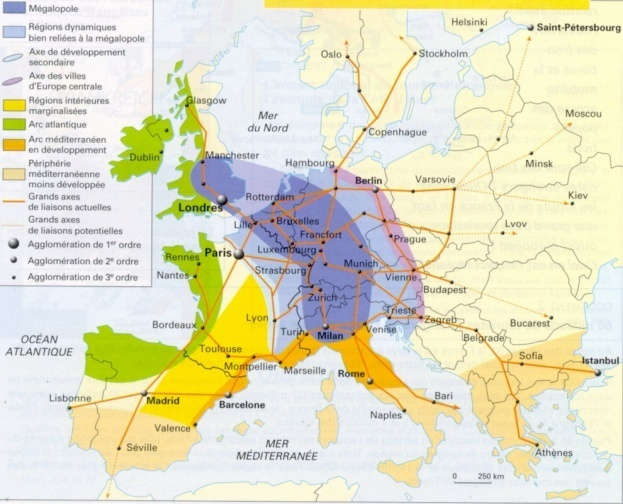 Mégalopole
Régions dynamiques
bien reliées à la mégalopole
Axe de développement
secondaire
Axe des villes
d'Europe centrale
Régions intérieures
marginalisées
Arc atlantique
Arc méditerranéen
en développement
Périphérie
méditerranéenne
moins développée
Grands axes
de liaisons actuelles
Grands axes
de liaisons potentielles
Agglomération de 1er ordre
Agglomération de 2e ordre
Agglomération de 3e ordre
Helsinki
Saint-Pétersbourg
Oslo
Stockholm
Glasgow
Mer
du Nord
Moscou
Copenhague
Dublin
Manchester
Hambourg
Minsk
Berlin
Varsovie
Londres
Rotterdam
Kiev
Lille
Bruxelles
Francfort
Prague
Lvov
Rennes
Paris
Luxembourg
Nantes
Strasbourg
Munich
Vienne
Budapest
Zurich
Trieste
Bordeaux
Lyon
Zagreb
Bucarest
OCÉAN
ATLANTIQUE
Turin
Milan
Venise
Belgrade
Toulouse
Montpellier
Marseille
Sofia
Istanbul
Rome
Lisbonne
Madrid
Barcelone
Bari
Naples
Valence
Séville
MER
MÉDITERRANÉE
Athènes
0 250 km